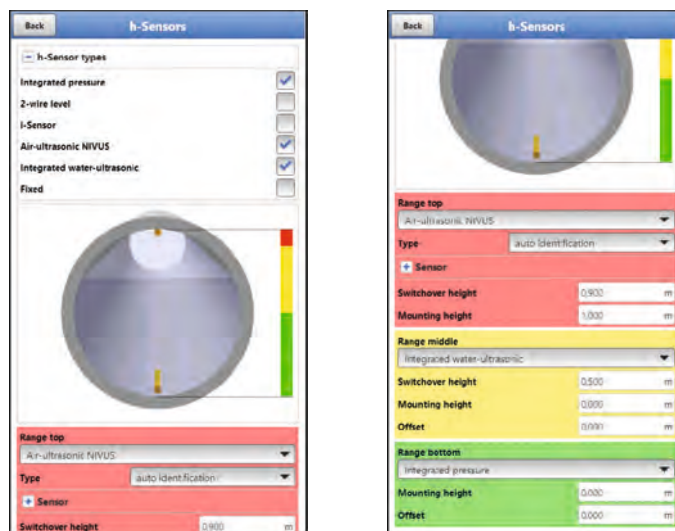 Back
h-Sensors
h-Sensor types
Integrated pressure
2-wire level
i-Sensor
Air-ultrasonic NIVUS
Integrated water-ultrasonic
Fixed
Range top
Air-ultrasonic NIVUS
Type auto identification
Sensor
Switchover height 0.900 m
Back
h-Sensors
Range top
Air-ultrasonic NIVUS
Type auto identification
Sensor
Switchover height 0.900 m
Mounting height 1.000 m
Range middle
Integrated water-ultrasonic
Switchover height 0.500 m
Mounting height 0.000 m
Offset 0.000 m
Range bottom
Integrated pressure
Mounting height 0.000 m
Offset 0.000 m